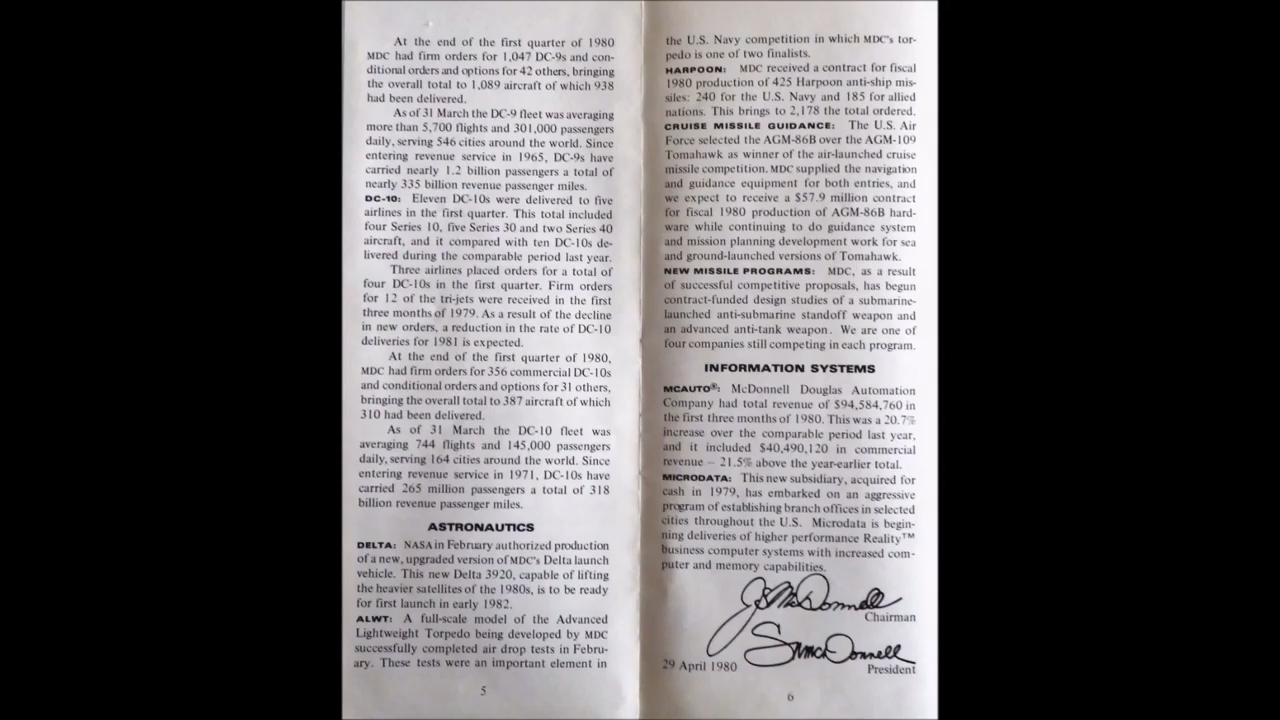 At the end of the first quarter of 1980
MDC had firm orders for 1,047 DC-9s and con-
ditional orders and options for 42 others, bringing
the overall total to 1,089 aircraft of which 938
had been delivered.
As of 31 March the DC-9 fleet was averaging
more than 5,700 flights and 301,000 passengers
daily, serving 546 cities around the world. Since
entering revenue service in 1965, DC-9s have
carried nearly 1.2 billion passengers a total of
nearly 335 billion revenue passenger miles.
DC-10: Eleven DC-10s were delivered to five
airlines in the first quarter. This total included
four Series 10, five Series 30 and two Series 40
aircraft, and it compared with ten DC-10s de-
livered during the comparable period last year.
Three airlines placed orders for a total of
four DC-10s in the first quarter. Firm orders
for 12 of the tri-jets were received in the first
three months of 1979. As a result of the decline
in new orders, a reduction in the rate of DC-10
deliveries for 1981 is expected.
At the end of the first quarter of 1980,
MDC had firm orders for 356 commercial DC-10s
and conditional orders and options for 31 others,
bringing the overall total to 387 aircraft of which
310 had been delivered.
As of 31 March the DC-10 fleet was
averaging 744 flights and 145,000 passengers
daily, serving 164 cities around the world. Since
entering revenue service in 1971, DC-10s have
carried 265 million passengers a total of 318
billion revenue passenger miles.
ASTRONAUTICS
DELTA: NASA in February authorized production
of a new, upgraded version of MDC's Delta launch
vehicle. This new Delta 3920, capable of lifting
the heavier satellites of the 1980s, is to be ready
for first launch in early 1982.
ALWT: A full-scale model of the Advanced
Lightweight Torpedo being developed by MDC
successfully completed air drop tests in Febru-
ary. These tests were an important element in
5
the U.S. Navy competition in which MDC's tor-
pedo is one of two finalists.
HARPOON: MDC received a contract for fiscal
1980 production of 425 Harpoon anti-ship mis-
siles: 240 for the U.S. Navy and 185 for allied
nations. This brings to 2,178 the total ordered.
CRUISE MISSILE GUIDANCE: The U.S. Air
Force selected the AGM-86B over the AGM-109
Tomahawk as winner of the air-launched cruise
missile competition. MDC supplied the navigation
and guidance equipment for both entries, and
we expect to receive a $57.9 million contract
for fiscal 1980 production of AGM-86B hard-
ware while continuing to do guidance system
and mission planning development work for sea
and ground-launched versions of Tomahawk.
NEW MISSILE PROGRAMS: MDC, as a result
of successful competitive proposals, has begun
contract-funded design studies of a submarine-
launched anti-submarine standoff weapon and
an advanced anti-tank weapon. We are one of
four companies still competing in each program.
INFORMATION SYSTEMS
MCAUTO®: McDonnell Douglas Automation
Company had total revenue of $94,584,760 in
the first three months of 1980. This was a 20.7%
increase over the comparable period last year,
and it included $40,490,120 in commercial
revenue – 21.5% above the year-earlier total.
MICRODATA: This new subsidiary, acquired for
cash in 1979, has embarked on an aggressive
program of establishing branch offices in selected
cities throughout the U.S. Microdata is begin-
ning deliveries of higher performance Reality™
business computer systems with increased com-
puter and memory capabilities.
JS McDonnell
Chairman
SN McDonnell
29 April 1980 President
6